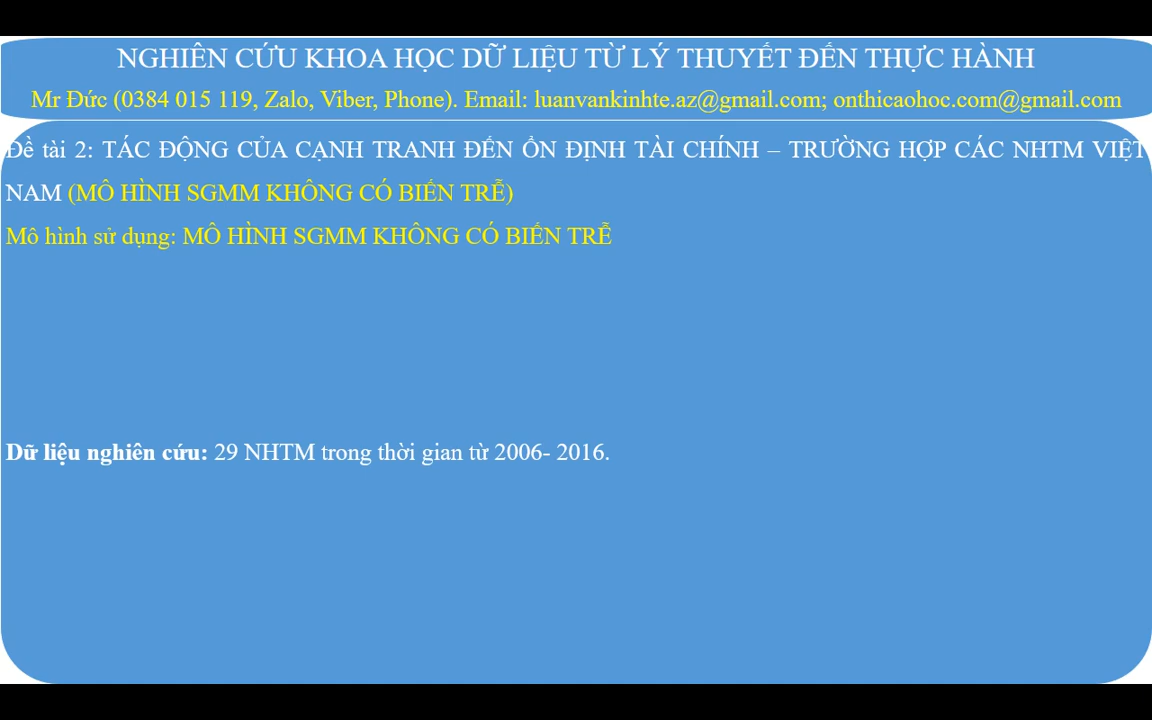 NGHIÊN CỨU KHOA HỌC DỮ LIỆU TỪ LÝ THUYẾT ĐẾN THỰC HÀNH
Mr Đức (0384 015 119, Zalo, Viber, Phone). Email: luanvankinhte.az@gmail.com; onthicaohoc.com@gmail.com
Đề tài 2: TÁC ĐỘNG CỦA CẠNH TRANH ĐẾN ỔN ĐỊNH TÀI CHÍNH – TRƯỜNG HỢP CÁC NHTM VIỆT
NAM (MÔ HÌNH SGMM KHÔNG CÓ BIẾN TRỄ)
Mô hình sử dụng: MÔ HÌNH SGMM KHÔNG CÓ BIẾN TRỄ
Dữ liệu nghiên cứu: 29 NHTM trong thời gian từ 2006- 2016.